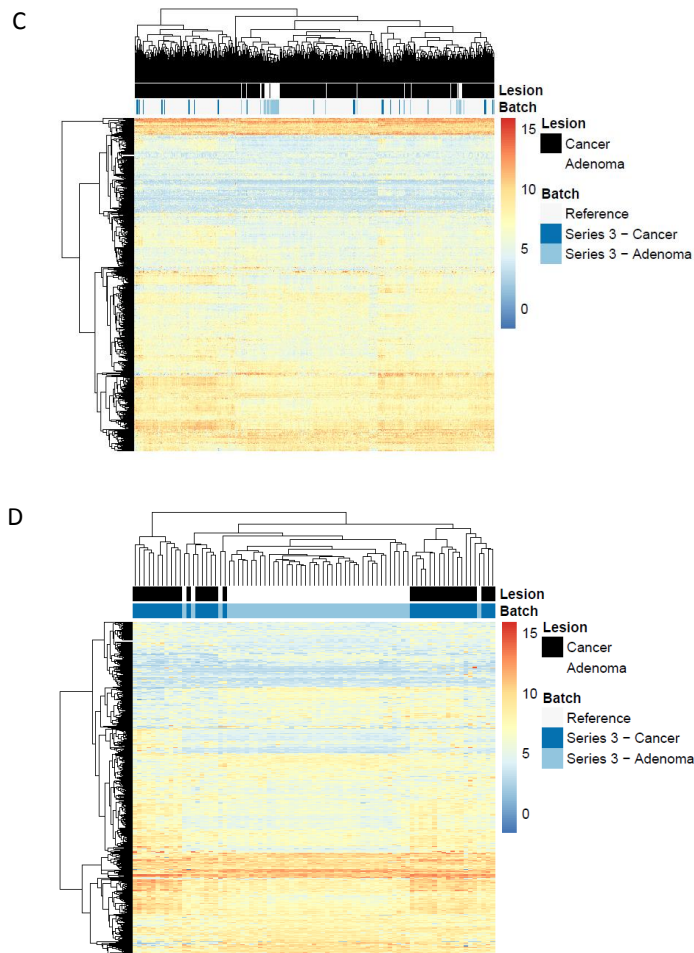 C
Lesion
Batch
15
10
5
0
Lesion
Cancer
Adenoma
Batch
Reference
Series 3 − Cancer
Series 3 − Adenoma
D
Lesion
Batch
15
10
5
0
Lesion
Cancer
Adenoma
Batch
Reference
Series 3 − Cancer
Series 3 − Adenoma